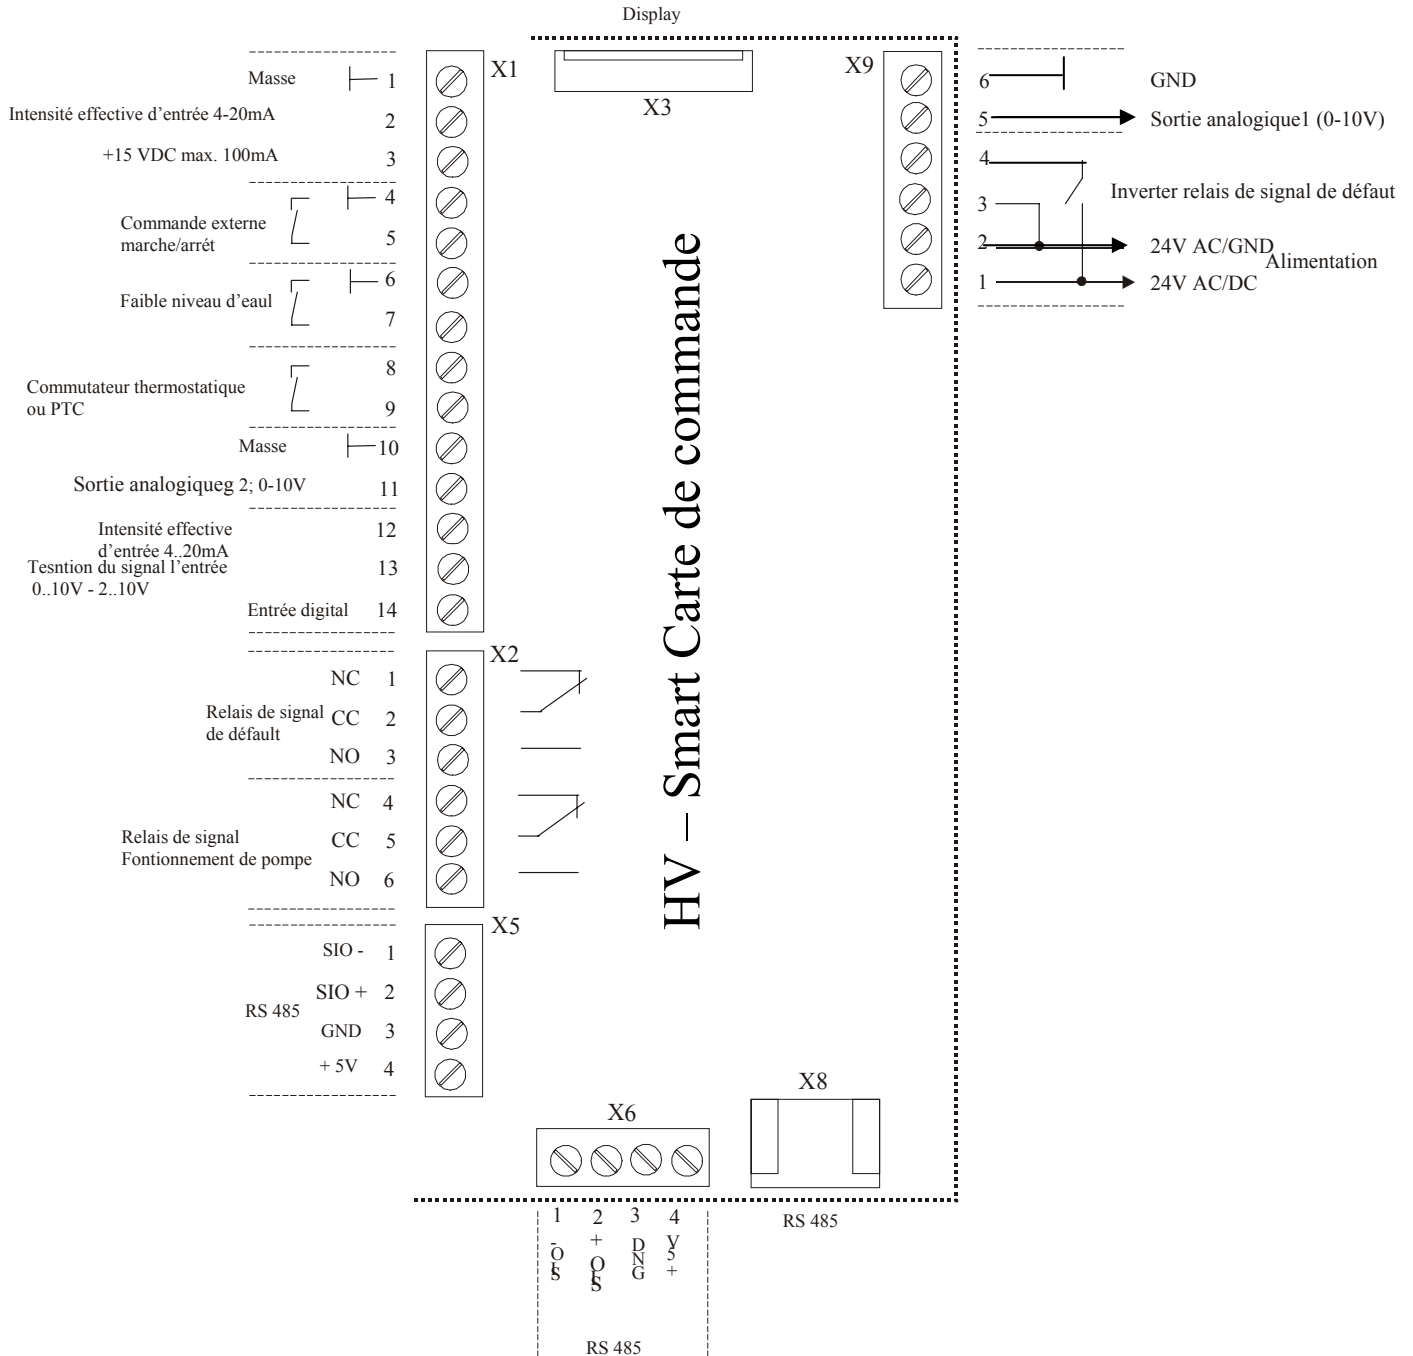 Display
X1
X3
X9
Masse 1
Intensité effective d'entrée 4-20mA 2
+15 VDC max. 100mA 3
4
Commande externe
marche/arrét
5
6
Faible niveau d'eaul
7
8
Commutateur thermostatique
ou PTC
9
Masse 10
Sortie analogiqueg 2; 0-10V 11
Intensité effective
d'entrée 4..20mA
12
Testntion du signal l'entrée
0..10V - 2..10V
13
Entrée digital 14
6 GND
5 Sortie analogique1 (0-10V)
4
Inverter relais de signal de défaut
3
2 24V AC/GND
Alimentation
1 24V AC/DC
HV – Smart Carte de commande
X2
NC 1
Relais de signal
de défault
CC 2
NO 3
NC 4
Relais de signal
Fontionnement de pompe
CC 5
NO 6
X5
SIO - 1
SIO + 2
RS 485
GND 3
+ 5V 4
X6
X8
1 2 3 4
SIO -
SIO +
GND
+5V
RS 485
RS 485